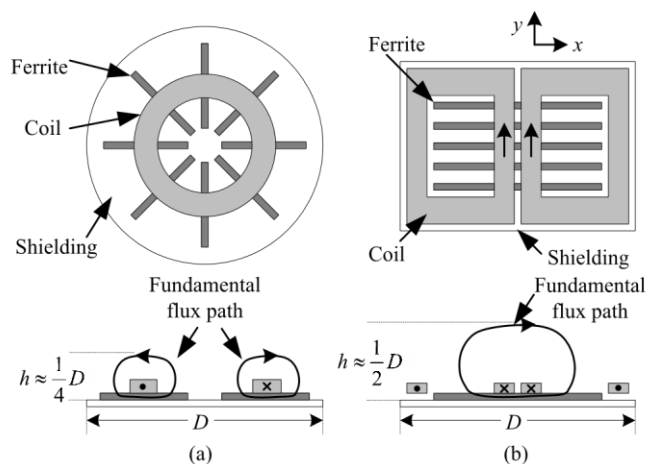 Ferrite
Coil
Shielding
Fundamental
flux path
h ≈ 1/4 D
D
(a)
y
x
Ferrite
Coil
Shielding
Fundamental
flux path
h ≈ 1/2 D
D
(b)